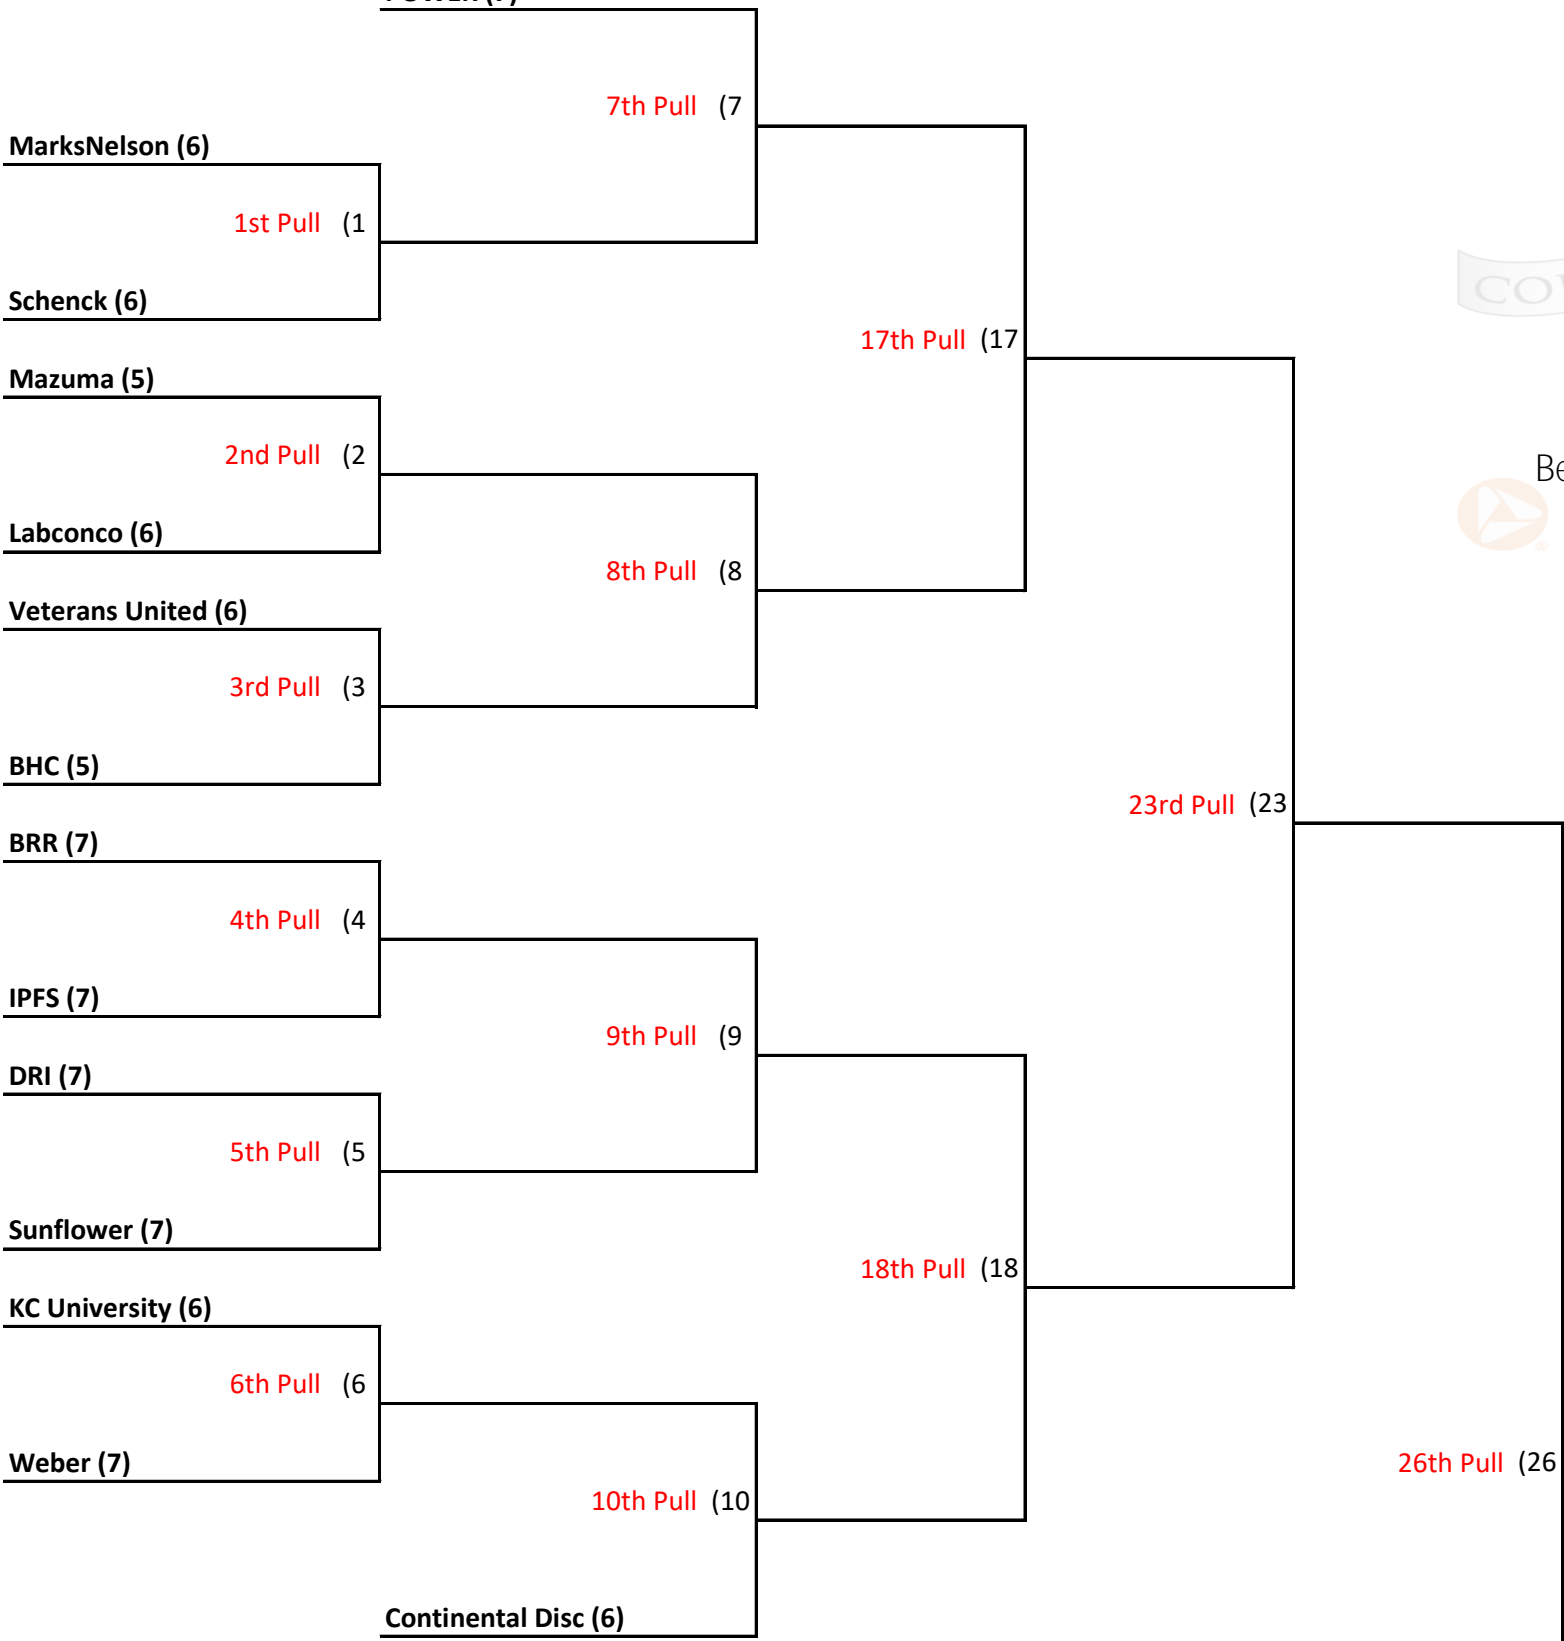 POWER (7)
7th Pull (7
MarksNelson (6)
1st Pull (1
Schenck (6)
17th Pull (17
Mazuma (5)
2nd Pull (2
Labconco (6)
8th Pull (8
Veterans United (6)
3rd Pull (3
BHC (5)
23rd Pull (23
BRR (7)
4th Pull (4
IPFS (7)
9th Pull (9
DRI (7)
5th Pull (5
Sunflower (7)
18th Pull (18
KC University (6)
6th Pull (6
Weber (7)
26th Pull (26
10th Pull (10
Continental Disc (6)